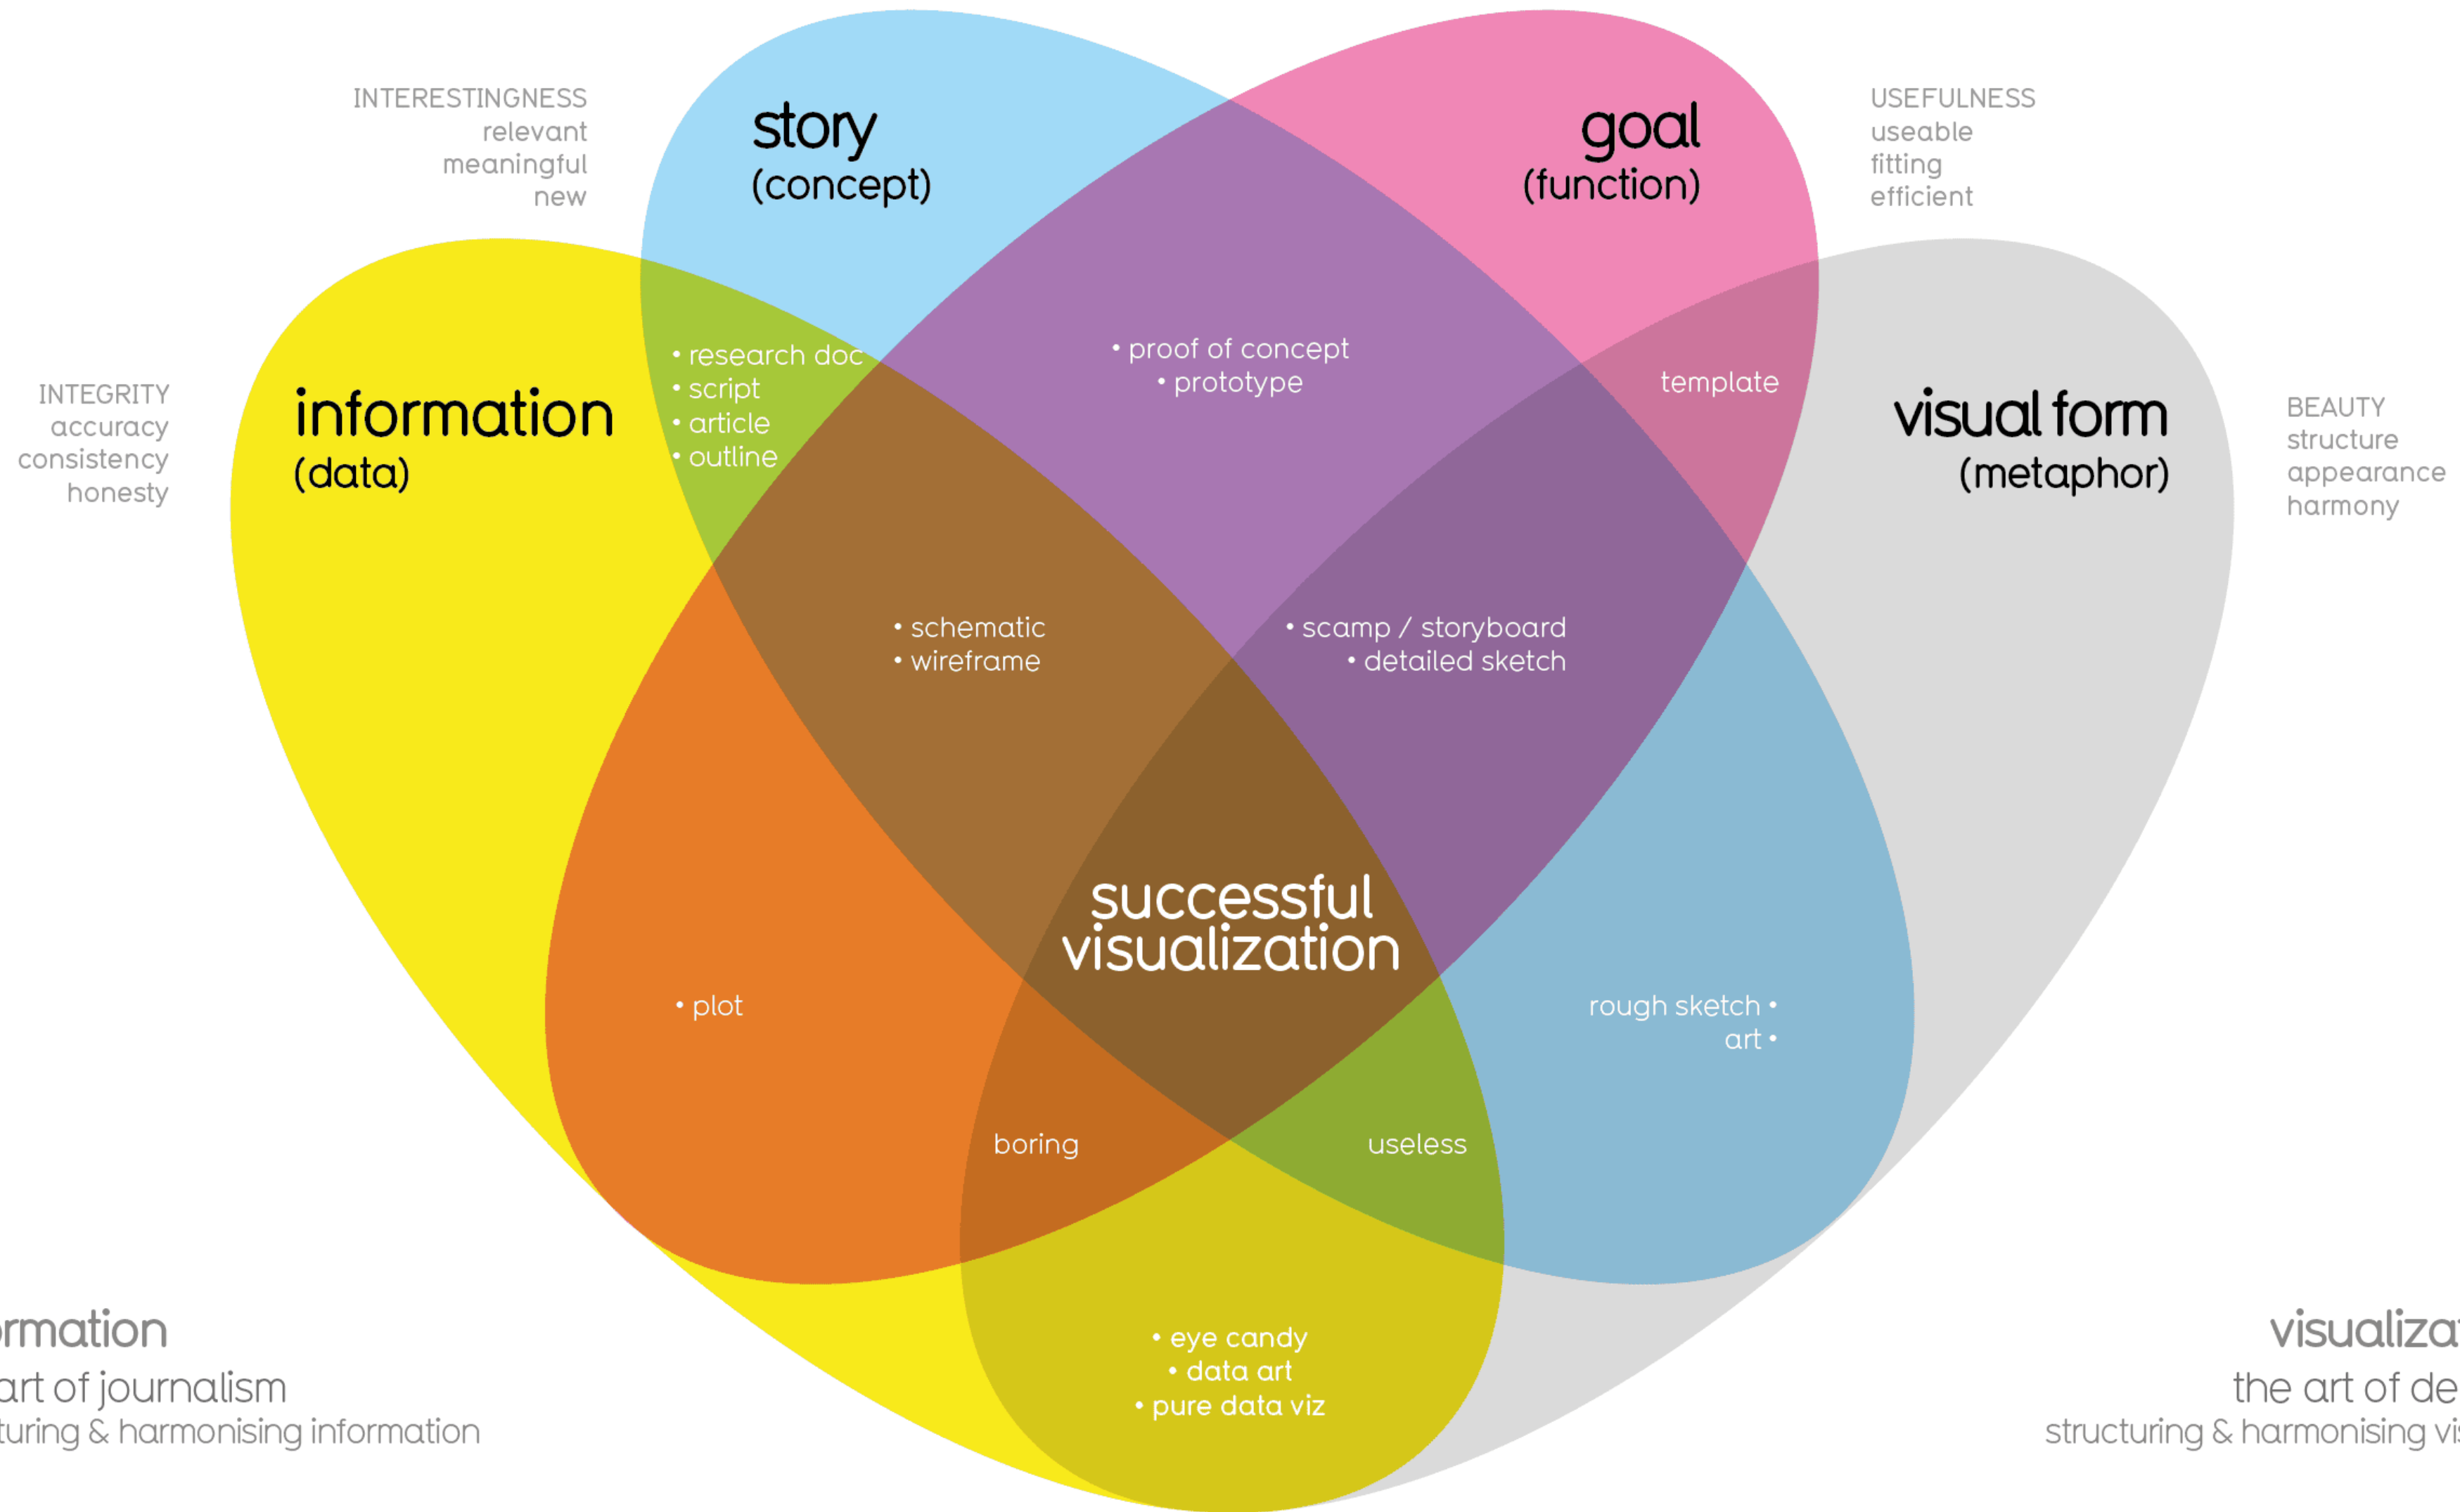 INTERESTINGNESS
relevant
meaningful
new
story
(concept)
goal
(function)
USEFULNESS
useable
fitting
efficient
INTEGRITY
accuracy
consistency
honesty
information
(data)
• research doc
• script
• article
• outline
• proof of concept
• prototype
template
visual form
(metaphor)
BEAUTY
structure
appearance
harmony
• schematic
• wireframe
• scamp / storyboard
• detailed sketch
successful
visualization
• plot
rough sketch •
art •
boring
useless
• eye candy
• data art
• pure data viz
rmation
art of journalism
turing & harmonising information
visualiza
the art of de
structuring & harmonising vis